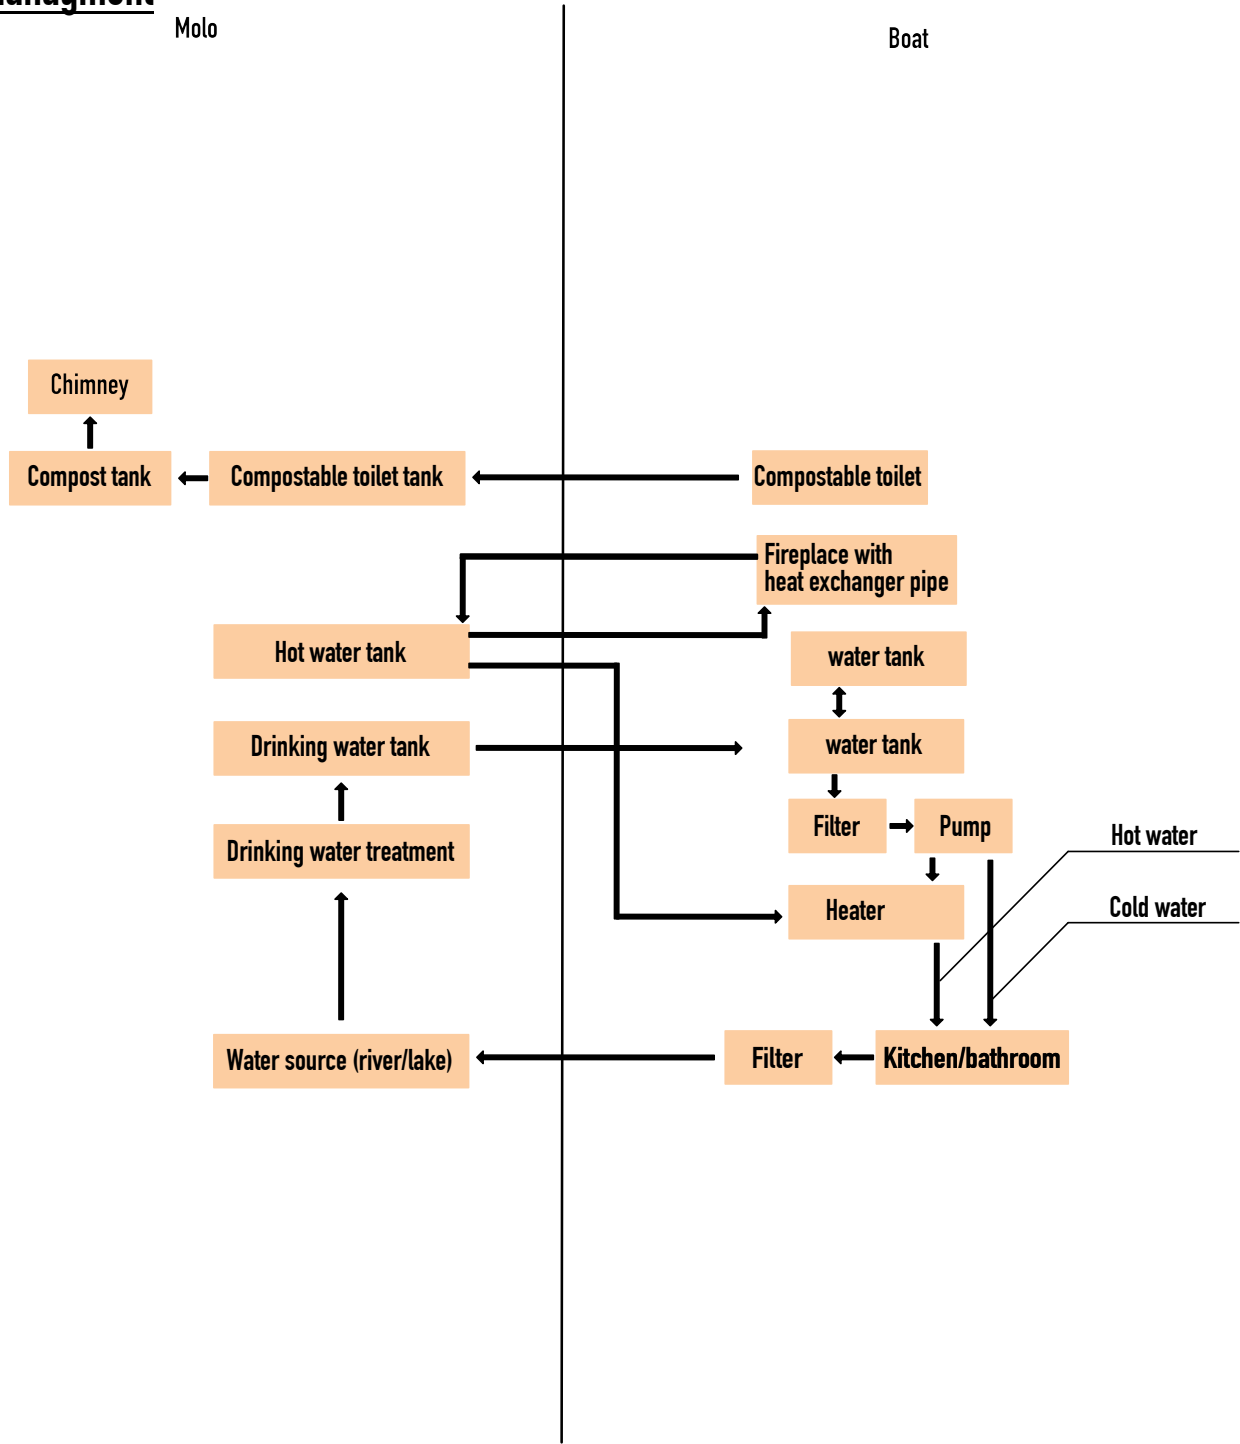 Molo
Boat
Chimney
Compost tank
Compostable toilet tank
Compostable toilet
Fireplace with
heat exchanger pipe
Hot water tank
water tank
Drinking water tank
water tank
Filter
Pump
Hot water
Drinking water treatment
Heater
Cold water
Water source (river/lake)
Filter
Kitchen/bathroom